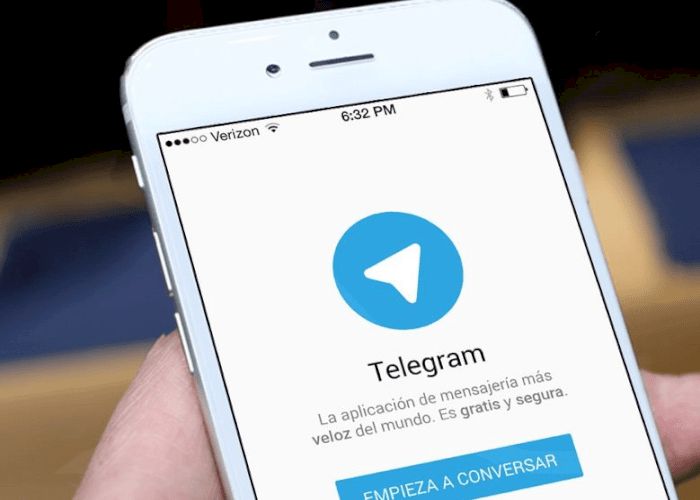 Verizon 6:32 PM
Telegram
La aplicación de mensajería más
veloz del mundo. Es gratis y segura.
EMPIEZA A CONVERSAR